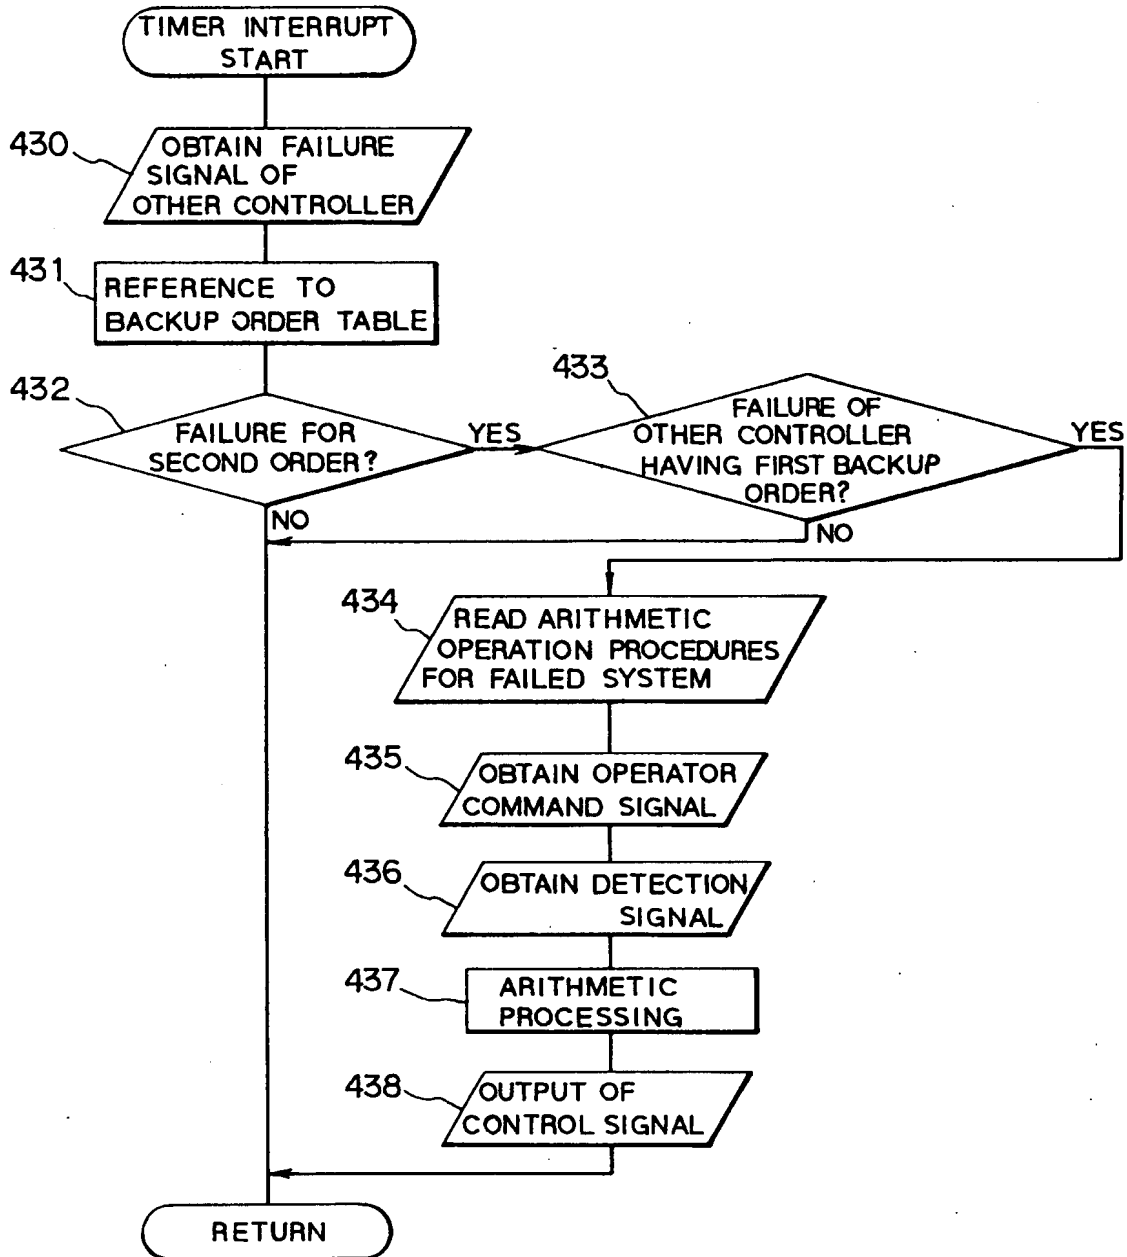 TIMER INTERRUPT
START
430
OBTAIN FAILURE
SIGNAL OF
OTHER CONTROLLER
431
REFERENCE TO
BACKUP ORDER TABLE
432
FAILURE FOR
SECOND ORDER?
YES
NO
433
FAILURE OF
OTHER CONTROLLER
HAVING FIRST BACKUP
ORDER?
YES
NO
434
READ ARITHMETIC
OPERATION PROCEDURES
FOR FAILED SYSTEM
435
OBTAIN OPERATOR
COMMAND SIGNAL
436
OBTAIN DETECTION
SIGNAL
437
ARITHMETIC
PROCESSING
438
OUTPUT OF
CONTROL SIGNAL
RETURN